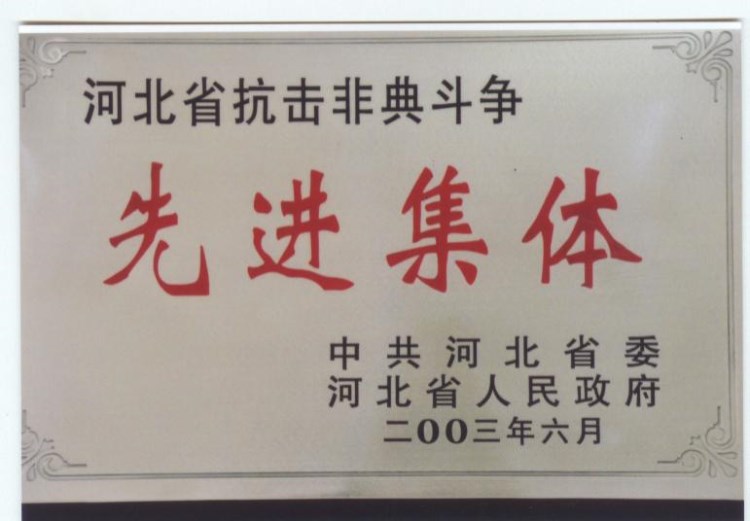 河北省抗击非典斗争
先进集体
中共河北省委
河北省人民政府
二00三年六月